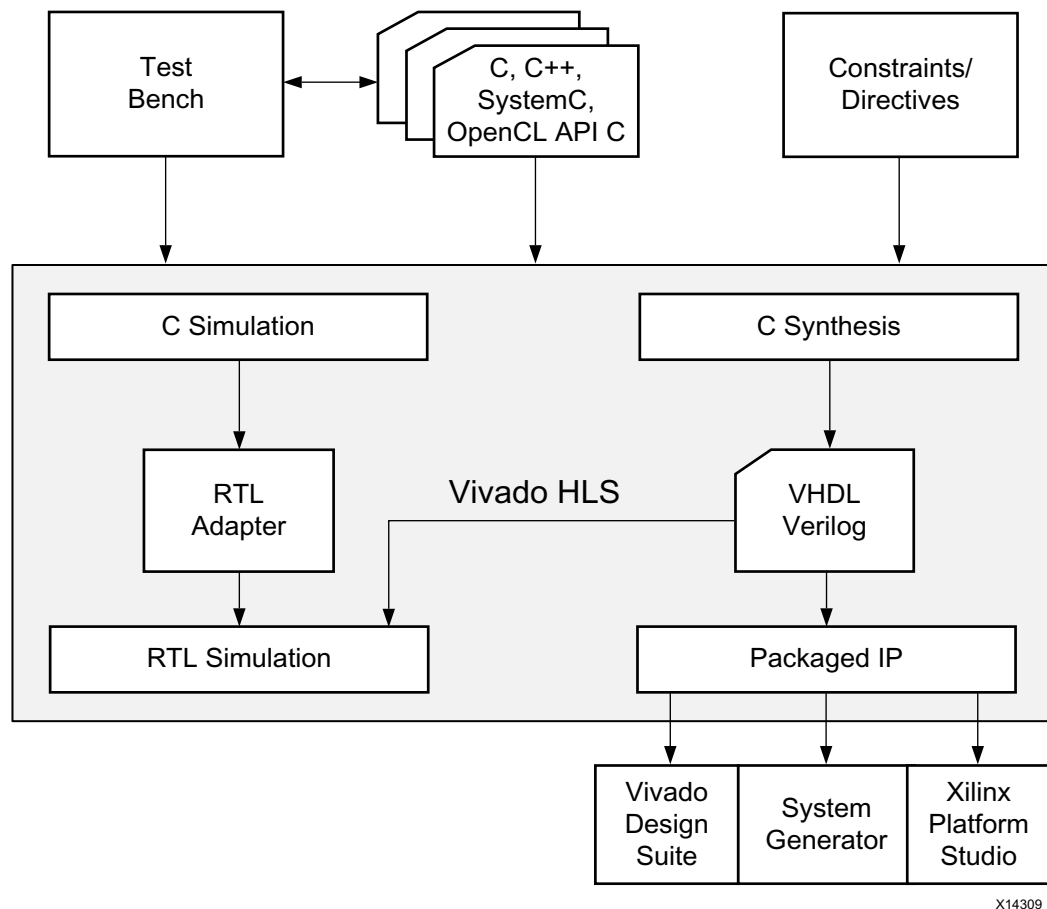 Test
Bench
C, C++,
SystemC,
OpenCL API C
Constraints/
Directives
C Simulation
C Synthesis
RTL
Adapter
Vivado HLS
VHDL
Verilog
RTL Simulation
Packaged IP
Vivado
Design
Suite
System
Generator
Xilinx
Platform
Studio
X14309